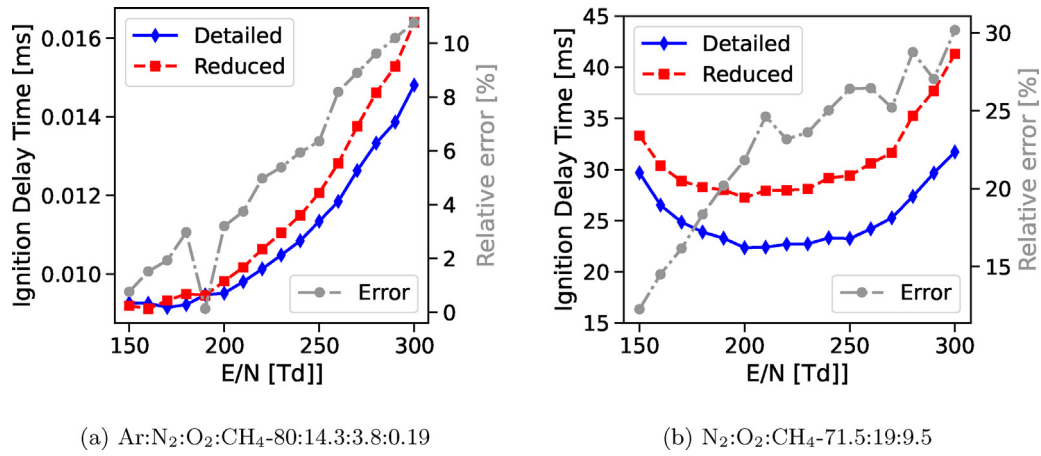 Ignition Delay Time [ms]
0.016
0.014
0.012
0.010
Detailed
Reduced
Error
10
8
6
4
2
0
Relative error [%]
150
200
250
300
E/N [Td]]
(a) Ar:N₂:O₂:CH₄-80:14.3:3.8:0.19
Ignition Delay Time [ms]
45
40
35
30
25
20
15
Detailed
Reduced
Error
30
25
20
15
Relative error [%]
150
200
250
300
E/N [Td]]
(b) N₂:O₂:CH₄-71.5:19:9.5